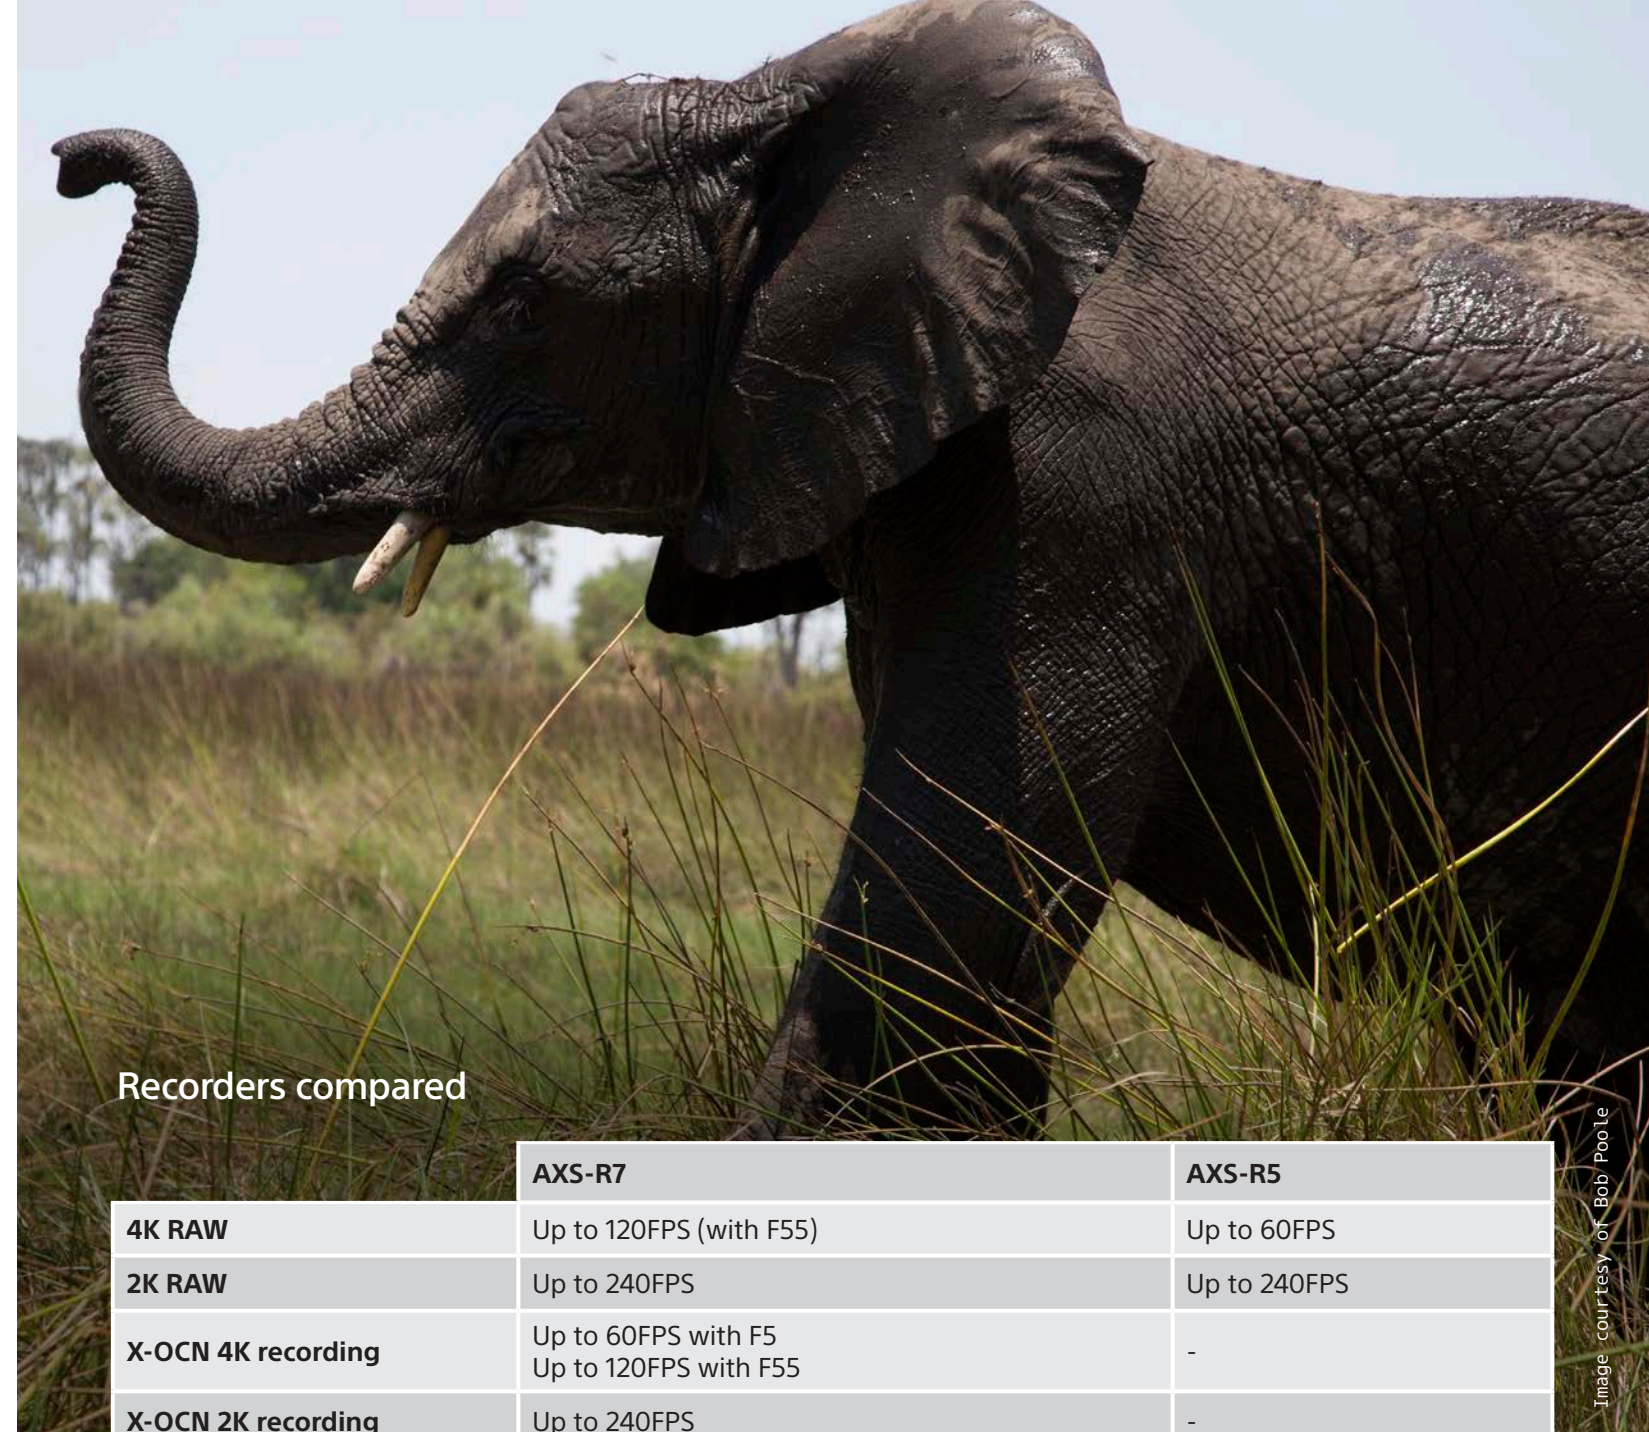 Recorders compared
AXS-R7 AXS-R5
4K RAW Up to 120FPS (with F55) Up to 60FPS
2K RAW Up to 240FPS Up to 240FPS
X-OCN 4K recording Up to 60FPS with F5
Up to 120FPS with F55 -
X-OCN 2K recording Up to 240FPS -
Image courtesy of Bob Poole